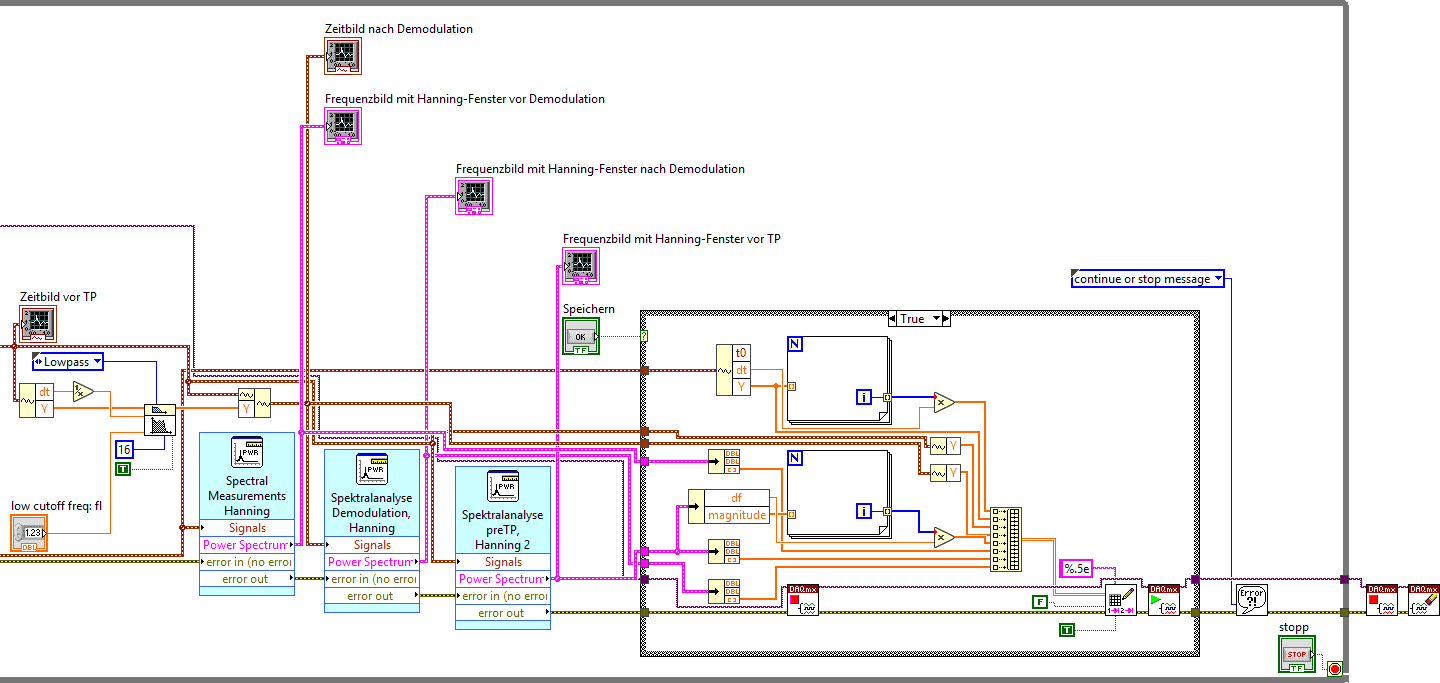 Zeitbild nach Demodulation
Frequenzbild mit Hanning-Fenster vor Demodulation
Frequenzbild mit Hanning-Fenster nach Demodulation
Frequenzbild mit Hanning-Fenster vor TP
continue or stop message
Zeitbild vor TP
Speichern
OK
TF
True
Lowpass
dt
Y
16
T
Y
low cutoff freq: fl
1.23
DBL
PWR
Spectral
Measurements
Hanning
Signals
Power Spectrum
error in (no error
error out
PWR
Spektralanalyse
Demodulation,
Hanning
Signals
Power Spectrum
error in (no error
error out
PWR
Spektralanalyse
preTP,
Hanning 2
Signals
Power Spectrum
error in (no error
error out
t0
dt
Y
N
i
Y
Y
DBL
DBL
df
magnitude
N
i
DBL
DBL
DBL
DBL
%.5e
F
T
DAQmx
DAQmx
Error
?!
DAQmx
DAQmx
stopp
STOP
TF